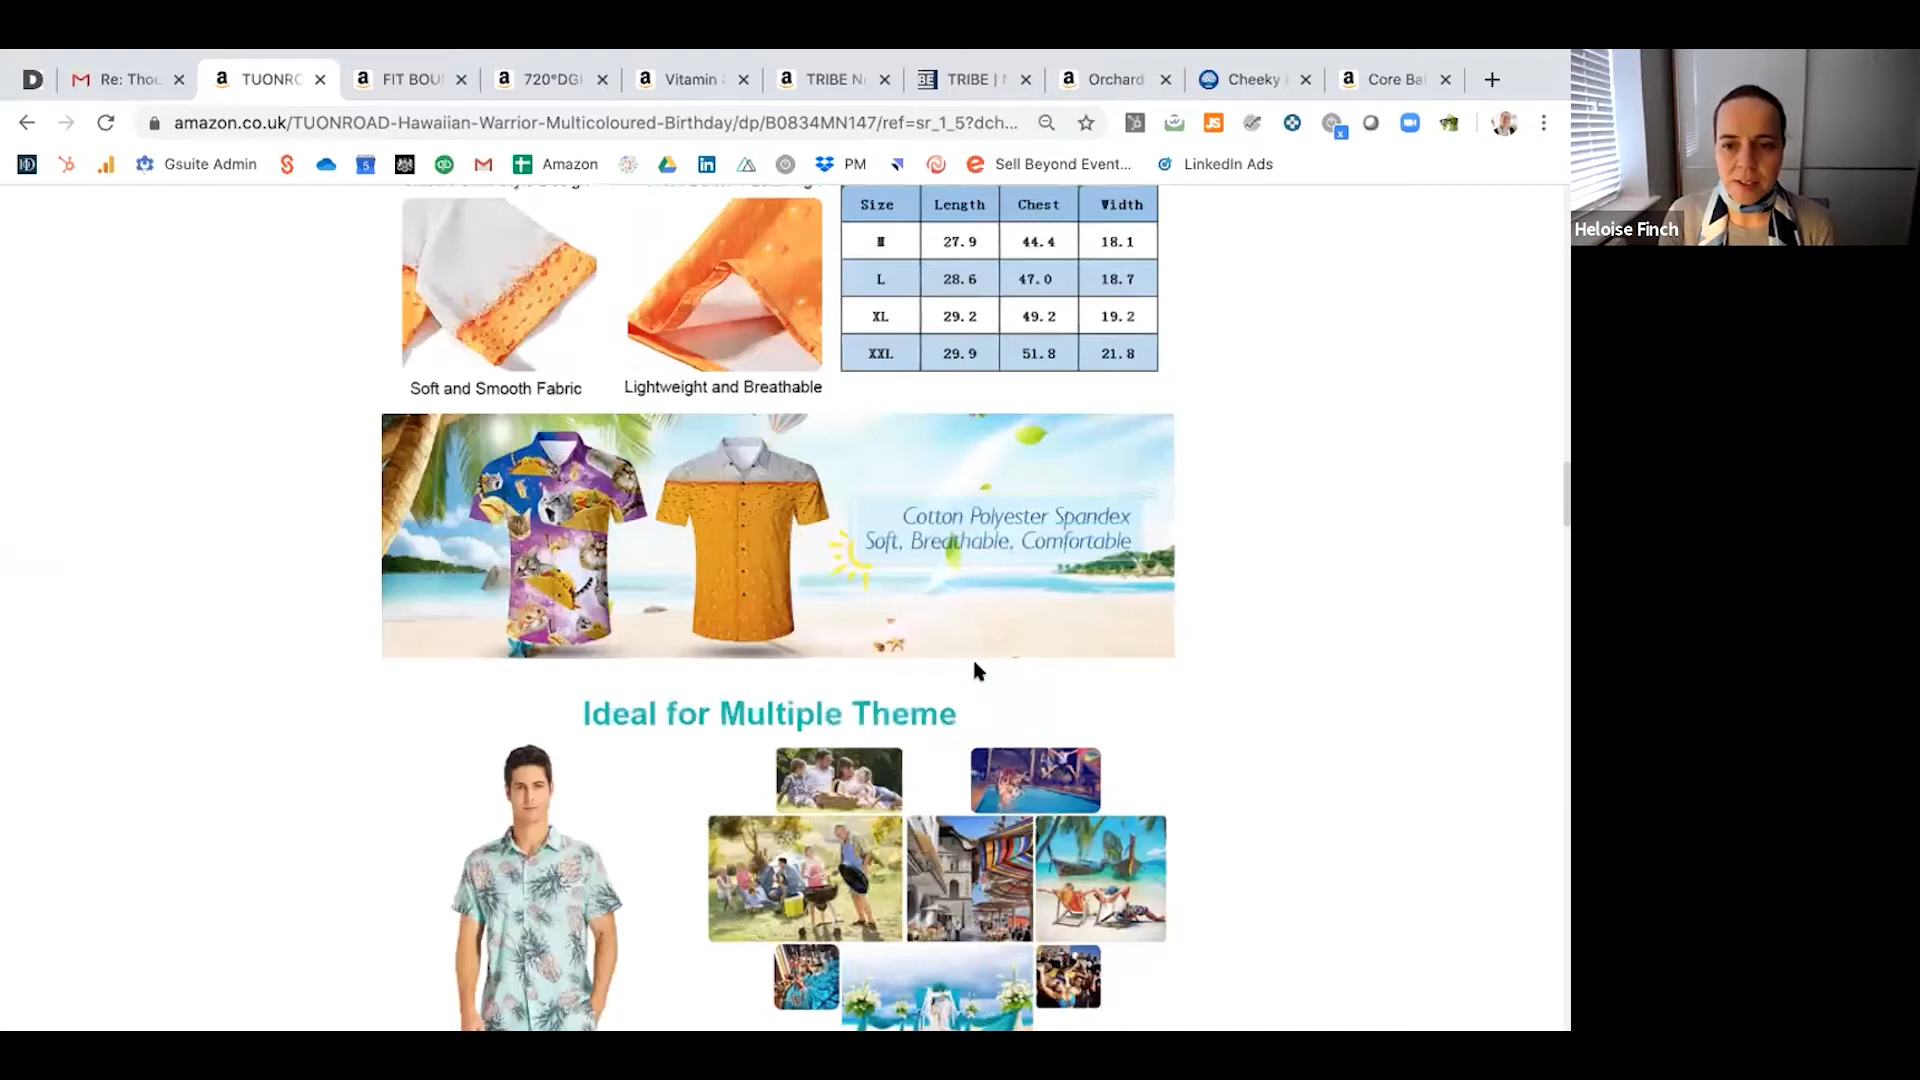 Re: Thou
TUONRO
FIT BOU
720°DGI
Vitamin
TRIBE N
TRIBE |
Orchard
Cheeky
Core Ba
amazon.co.uk/TUONROAD-Hawaiian-Warrior-Multicoloured-Birthday/dp/B0834MN147/ref=sr_1_5?dch...
Gsuite Admin
Amazon
PM
Sell Beyond Event...
LinkedIn Ads
Heloise Finch
Size Length Chest Width
M 27.9 44.4 18.1
L 28.6 47.0 18.7
XL 29.2 49.2 19.2
XXL 29.9 51.8 21.8
Soft and Smooth Fabric
Lightweight and Breathable
Cotton Polyester Spandex
Soft, Breathable, Comfortable
Ideal for Multiple Theme